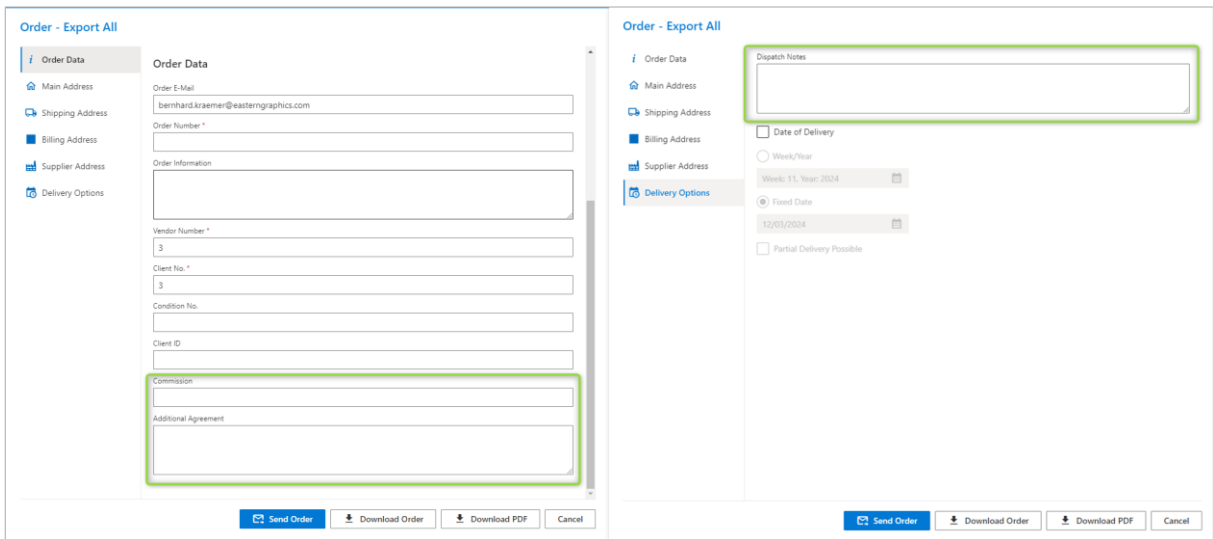 Order - Export All
Order Data
Main Address
Shipping Address
Billing Address
Supplier Address
Delivery Options
Order Data
Order E-Mail
bernhard.kraemer@easterngraphics.com
Order Number *
Order Information
Vendor Number *
3
Client No. *
3
Condition No.
Client ID
Commission
Additional Agreement
Send Order
Download Order
Download PDF
Cancel
Order - Export All
Order Data
Main Address
Shipping Address
Billing Address
Supplier Address
Delivery Options
Dispatch Notes
Date of Delivery
Week/Year
Week: 11, Year: 2024
Fixed Date
12/03/2024
Partial Delivery Possible
Send Order
Download Order
Download PDF
Cancel